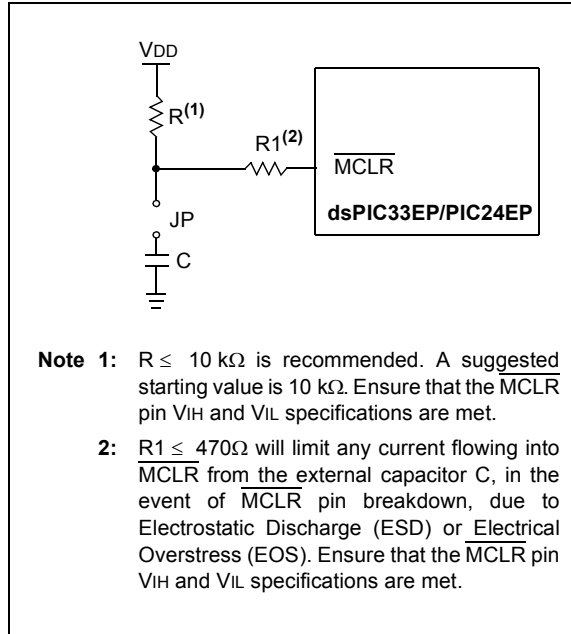 VDD
R(1)
R1(2)
MCLR
dsPIC33EP/PIC24EP
JP
C
Note 1: R ≤ 10 kΩ is recommended. A suggested
starting value is 10 kΩ. Ensure that the MCLR
pin VIH and VIL specifications are met.
2: R1 ≤ 470Ω will limit any current flowing into
MCLR from the external capacitor C, in the
event of MCLR pin breakdown, due to
Electrostatic Discharge (ESD) or Electrical
Overstress (EOS). Ensure that the MCLR pin
VIH and VIL specifications are met.